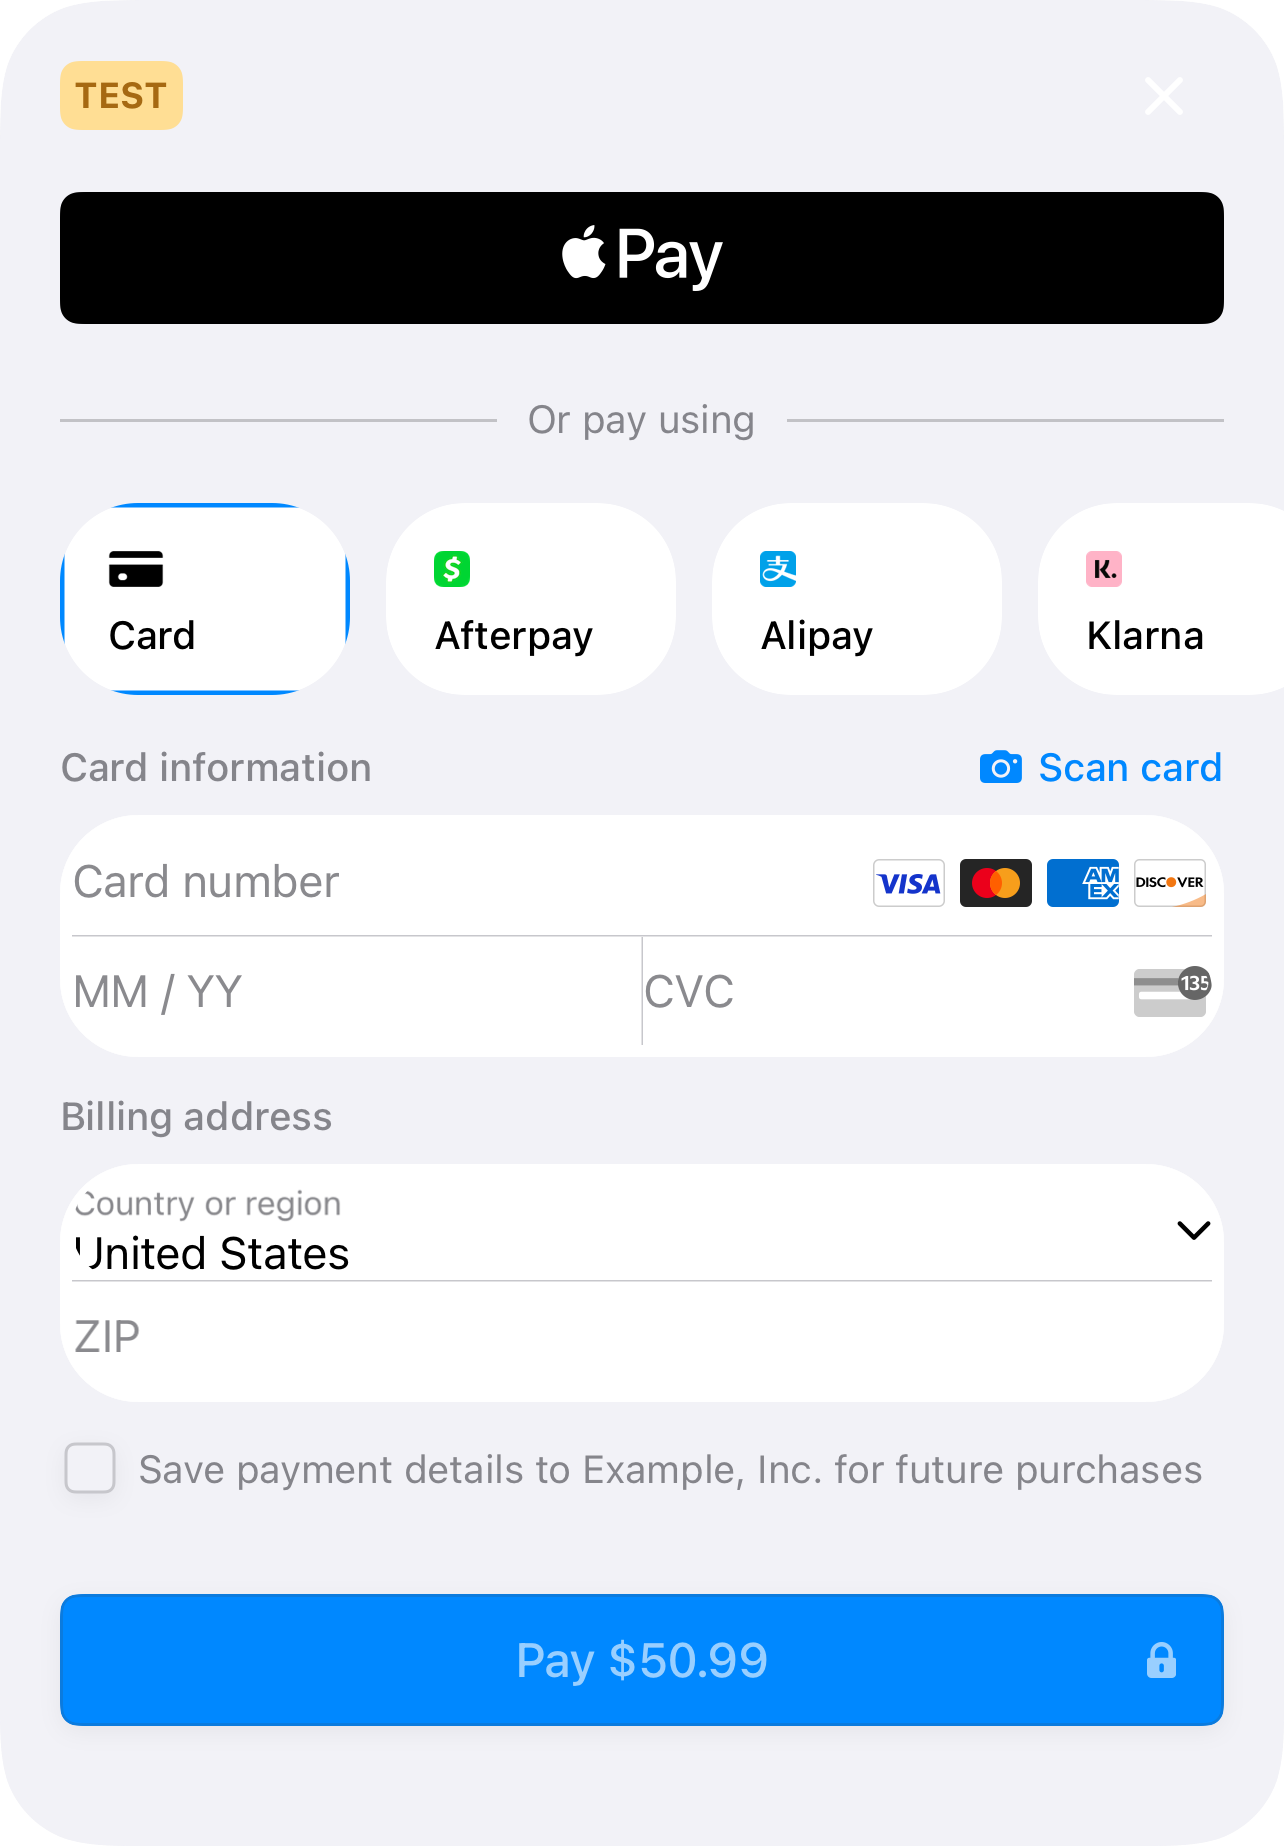 TEST
Pay
Or pay using
Card
Afterpay
Alipay
Klarna
Card information
Scan card
Card number
VISA
AM
EX
DISCOVER
MM / YY
CVC
135
Billing address
Country or region
United States
ZIP
Save payment details to Example, Inc. for future purchases
Pay $50.99